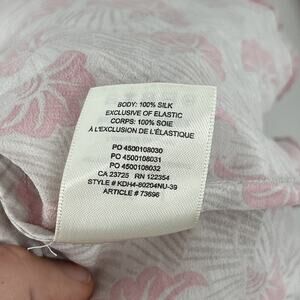 BODY: 100% SILK
EXCLUSIVE OF ELASTIC
CORPS: 100% SOIE
À L'EXCLUSION DE L'ÉLASTIQUE
PO 4500108030
PO 4500108031
PO 4500108032
CA 23725 RN 122354
STYLE # KDH4-80204NU-39
ARTICLE # 73696